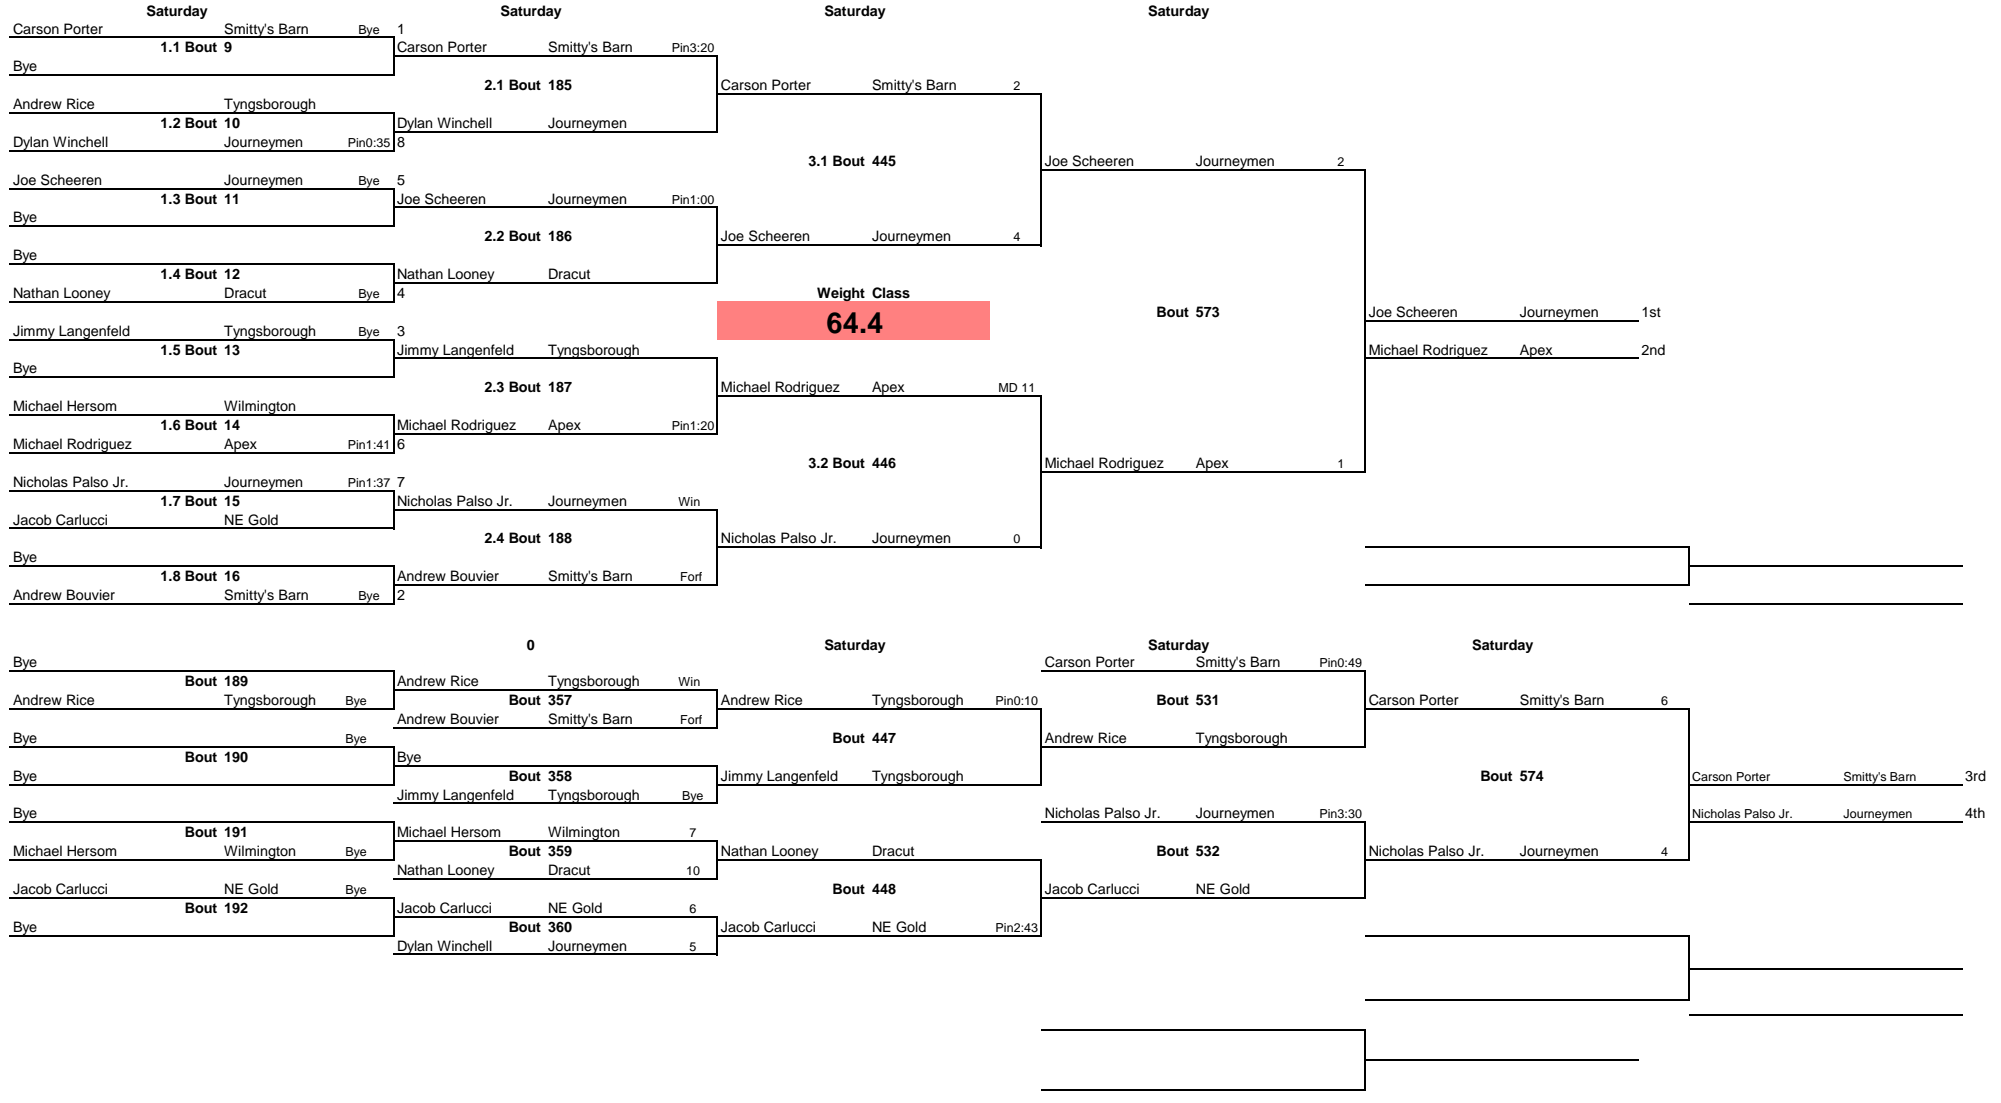 Saturday Saturday Saturday Saturday
Carson Porter Smitty's Barn Bye 1
1.1 Bout 9 Carson Porter Smitty's Barn Pin3:20
Bye
2.1 Bout 185 Carson Porter Smitty's Barn 2
Andrew Rice Tyngsborough
1.2 Bout 10 Dylan Winchell Journeymen
Dylan Winchell Journeymen Pin0:35 8
3.1 Bout 445 Joe Scheeren Journeymen 2
Joe Scheeren Journeymen Bye 5
1.3 Bout 11 Joe Scheeren Journeymen Pin1:00
Bye
2.2 Bout 186 Joe Scheeren Journeymen 4
Bye
1.4 Bout 12 Nathan Looney Dracut
Nathan Looney Dracut Bye 4 Weight Class
Bout 573 Joe Scheeren Journeymen 1st
64.4
Jimmy Langenfeld Tyngsborough Bye 3
1.5 Bout 13 Jimmy Langenfeld Tyngsborough Michael Rodriguez Apex 2nd
Bye
2.3 Bout 187 Michael Rodriguez Apex MD 11
Michael Hersom Wilmington
1.6 Bout 14 Michael Rodriguez Apex Pin1:20
Michael Rodriguez Apex Pin1:41 6
3.2 Bout 446 Michael Rodriguez Apex 1
Nicholas Palso Jr. Journeymen Pin1:37 7
1.7 Bout 15 Nicholas Palso Jr. Journeymen Win
Jacob Carlucci NE Gold
2.4 Bout 188 Nicholas Palso Jr. Journeymen 0
Bye
1.8 Bout 16 Andrew Bouvier Smitty's Barn Forf
Andrew Bouvier Smitty's Barn Bye 2
0 Saturday Saturday Saturday
Bye Carson Porter Smitty's Barn Pin0:49
Bout 189 Andrew Rice Tyngsborough Win
Andrew Rice Tyngsborough Bye Bout 357 Andrew Rice Tyngsborough Pin0:10 Bout 531 Carson Porter Smitty's Barn 6
Andrew Bouvier Smitty's Barn Forf
Bye Bye Bout 447 Andrew Rice Tyngsborough
Bout 190 Bye
Bye Bout 358 Jimmy Langenfeld Tyngsborough Bout 574 Carson Porter Smitty's Barn 3rd
Jimmy Langenfeld Tyngsborough Bye
Bye Nicholas Palso Jr. Journeymen Pin3:30 Nicholas Palso Jr. Journeymen 4th
Bout 191 Michael Hersom Wilmington 7
Michael Hersom Wilmington Bye Bout 359 Nathan Looney Dracut Bout 532 Nicholas Palso Jr. Journeymen 4
Nathan Looney Dracut 10
Jacob Carlucci NE Gold Bye Bout 448 Jacob Carlucci NE Gold
Bout 192 Jacob Carlucci NE Gold 6
Bye Bout 360 Jacob Carlucci NE Gold Pin2:43
Dylan Winchell Journeymen 5